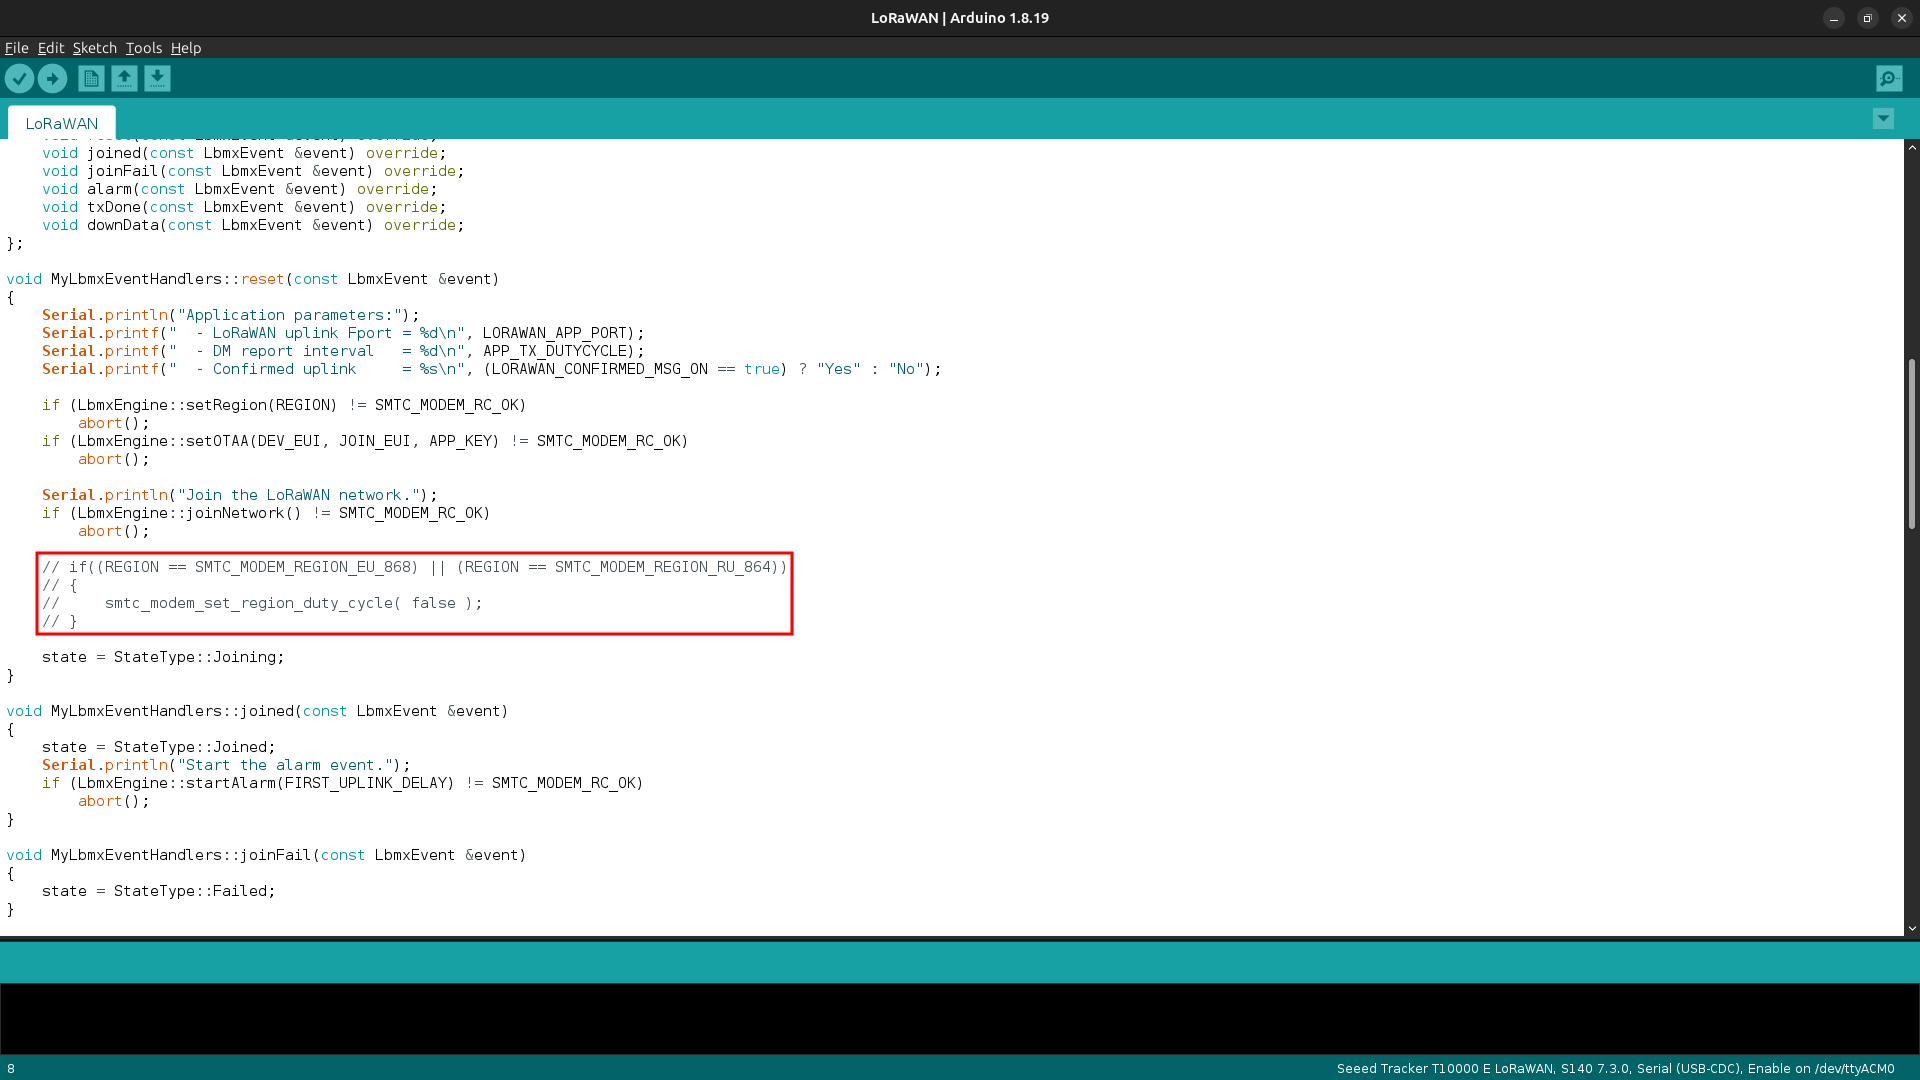 LoRaWAN | Arduino 1.8.19
File Edit Sketch Tools Help
LoRaWAN
    void joined(const LbmxEvent &event) override;
    void joinFail(const LbmxEvent &event) override;
    void alarm(const LbmxEvent &event) override;
    void txDone(const LbmxEvent &event) override;
    void downData(const LbmxEvent &event) override;
};
void MyLbmxEventHandlers::reset(const LbmxEvent &event)
{
    Serial.println("Application parameters:");
    Serial.printf("  - LoRaWAN uplink Fport = %d\n", LORAWAN_APP_PORT);
    Serial.printf("  - DM report interval   = %d\n", APP_TX_DUTYCYCLE);
    Serial.printf("  - Confirmed uplink     = %s\n", (LORAWAN_CONFIRMED_MSG_ON == true) ? "Yes" : "No");
    if (LbmxEngine::setRegion(REGION) != SMTC_MODEM_RC_OK)
        abort();
    if (LbmxEngine::setOTAA(DEV_EUI, JOIN_EUI, APP_KEY) != SMTC_MODEM_RC_OK)
        abort();
    Serial.println("Join the LoRaWAN network.");
    if (LbmxEngine::joinNetwork() != SMTC_MODEM_RC_OK)
        abort();
    // if((REGION == SMTC_MODEM_REGION_EU_868) || (REGION == SMTC_MODEM_REGION_RU_864))
    // {
    //     smtc_modem_set_region_duty_cycle( false );
    // }
    state = StateType::Joining;
}
void MyLbmxEventHandlers::joined(const LbmxEvent &event)
{
    state = StateType::Joined;
    Serial.println("Start the alarm event.");
    if (LbmxEngine::startAlarm(FIRST_UPLINK_DELAY) != SMTC_MODEM_RC_OK)
        abort();
}
void MyLbmxEventHandlers::joinFail(const LbmxEvent &event)
{
    state = StateType::Failed;
}
8
Seeed Tracker T10000 E LoRaWAN, S140 7.3.0, Serial (USB-CDC), Enable on /dev/ttyACM0